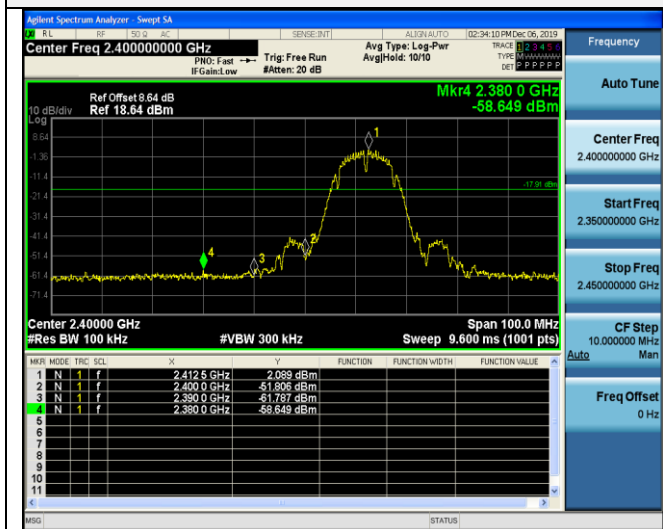 Agilent Spectrum Analyzer - Swept SA
RL RF 50 Ω AC SENSE:INT ALIGN AUTO 02:34:10 PM Dec 06, 2019
Center Freq 2.400000000 GHz
PNO: Fast
IFGain:Low
Trig: Free Run
#Atten: 20 dB
Avg Type: Log-Pwr
Avg|Hold: 10/10
TRACE 1 2 3 4 5 6
TYPE M
DET P P P P P P
Ref Offset 8.64 dB
Ref 18.64 dBm
10 dB/div
Log
Mkr4 2.380 0 GHz
-58.649 dBm
8.64
-1.36
-11.4
-21.4
-31.4
-41.4
-51.4
-61.4
-71.4
1
2
3
4
-17.91 dBm
Center 2.40000 GHz Span 100.0 MHz
#Res BW 100 kHz #VBW 300 kHz Sweep 9.600 ms (1001 pts)
MKR MODE TRC SCL X Y FUNCTION FUNCTION WIDTH FUNCTION VALUE
1 N 1 f 2.412 5 GHz 2.089 dBm
2 N 1 f 2.400 0 GHz -51.806 dBm
3 N 1 f 2.390 0 GHz -61.787 dBm
4 N 1 f 2.380 0 GHz -58.649 dBm
5
6
7
8
9
10
11
MSG STATUS
Frequency
Auto Tune
Center Freq
2.400000000 GHz
Start Freq
2.350000000 GHz
Stop Freq
2.450000000 GHz
CF Step
10.000000 MHz
Auto Man
Freq Offset
0 Hz